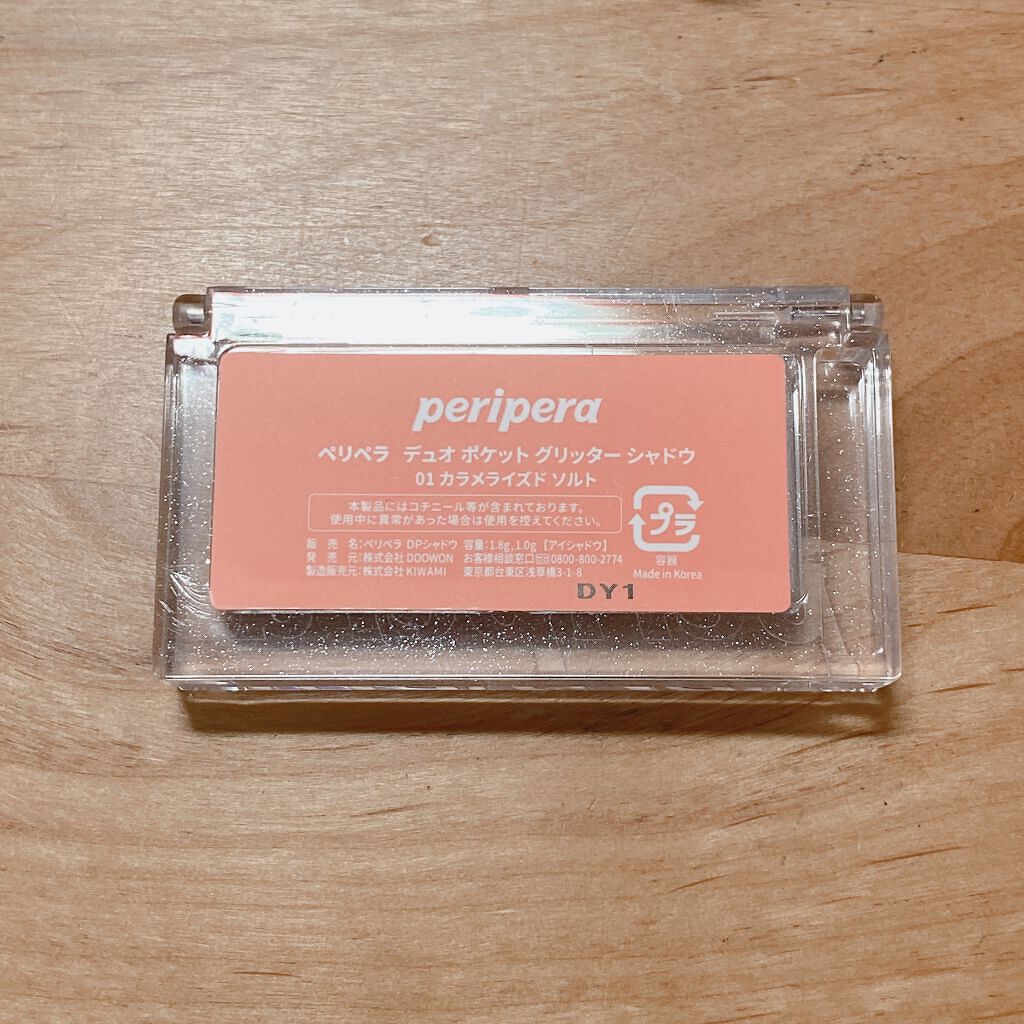 peripera
ペリペラ デュオ ポケット グリッター シャドウ
01 カラメライズド ソルト
本製品にはコチニール等が含まれております。
使用中に異常があった場合は使用を控えてください。
プラ
容器
販 売 名:ペリペラ DPシャドウ 容量:1.8g,1.0g【アイシャドウ】
発 売 元:株式会社 DOOWON お客様相談窓口☏0800-800-2774
製造販売元:株式会社 KIWAMI 東京都台東区浅草橋3-1-8
Made in Korea
DY1